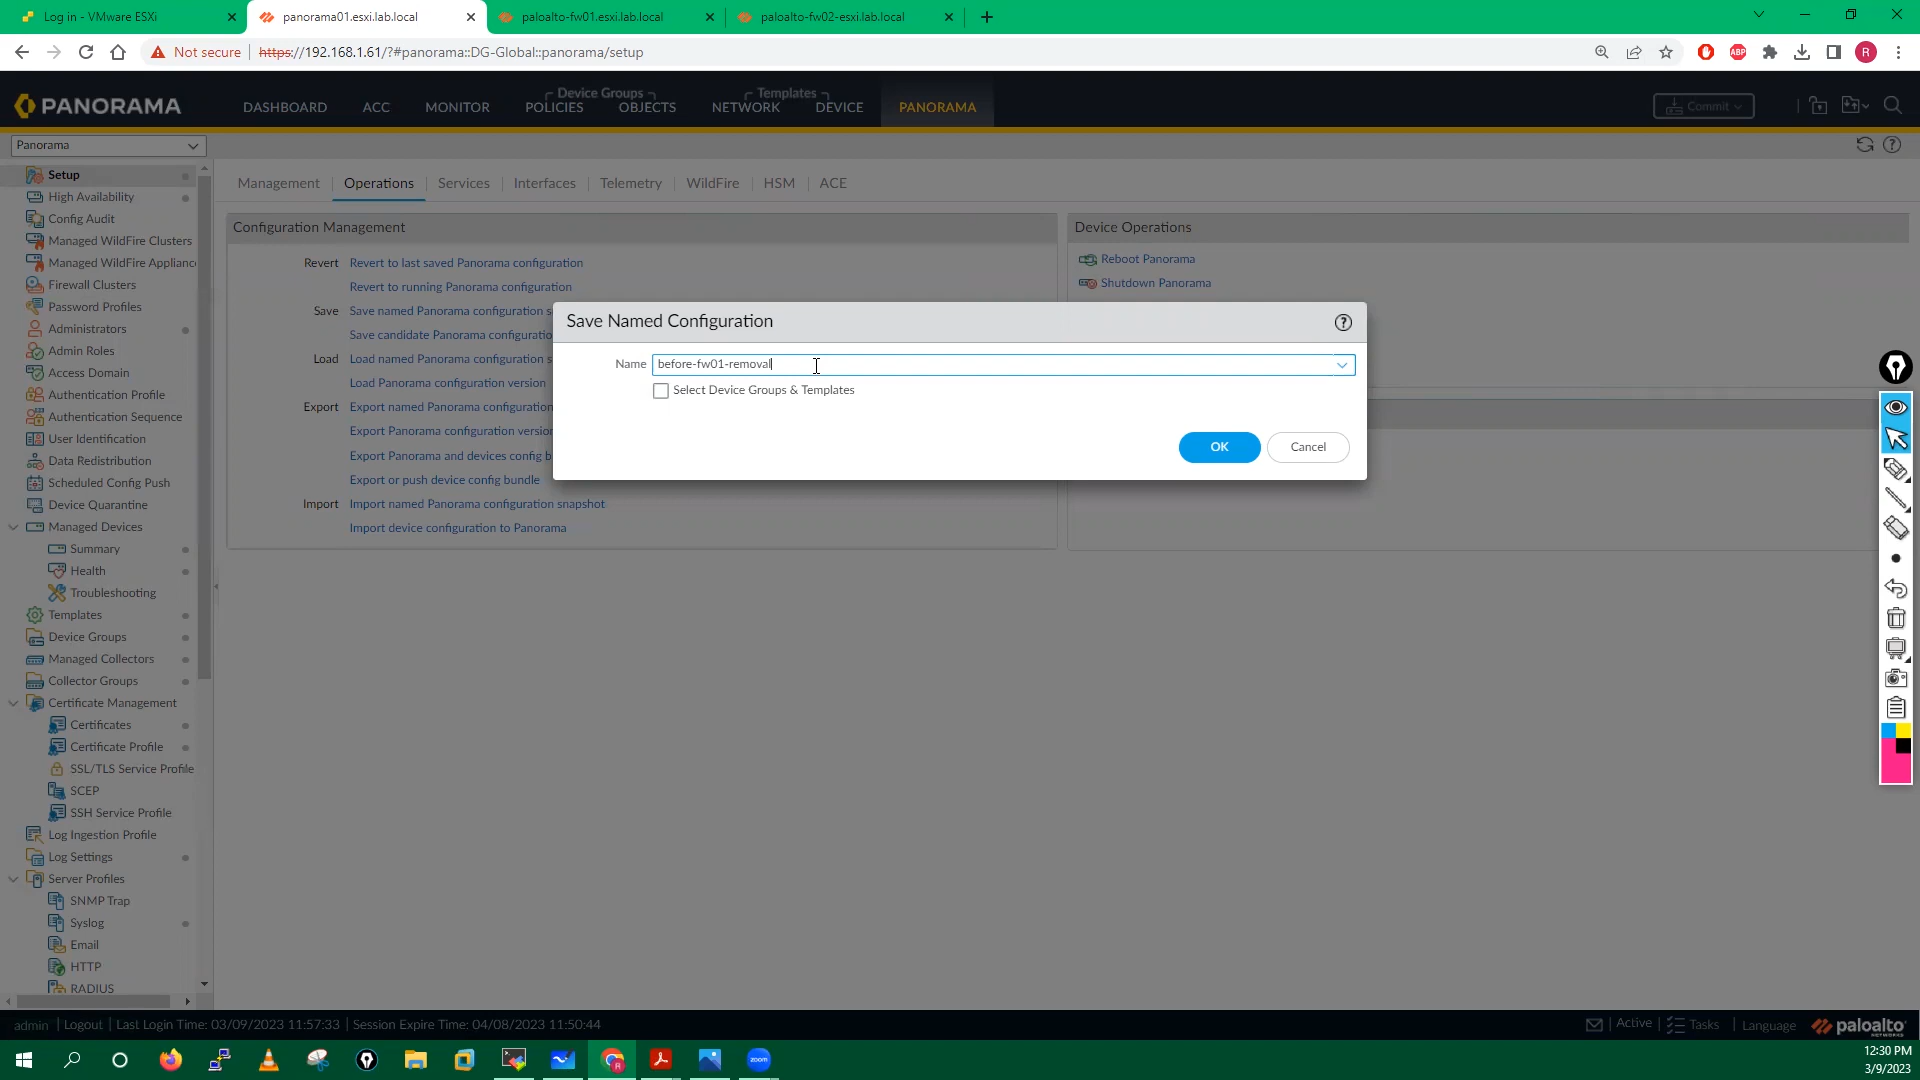 Log in - VMware ESXi
panorama01.esxi.lab.local
paloalto-fw01.esxi.lab.local
paloalto-fw02-esxi.lab.local
Not secure
https://192.168.1.61/?#panorama::DG-Global::panorama/setup
ABP
R
PANORAMA
DASHBOARD
ACC
MONITOR
Device Groups
POLICIES
OBJECTS
Templates
NETWORK
DEVICE
PANORAMA
Commit
Panorama
Setup
High Availability
Config Audit
Managed WildFire Clusters
Managed WildFire Applianc
Firewall Clusters
Password Profiles
Administrators
Admin Roles
Access Domain
Authentication Profile
Authentication Sequence
User Identification
Data Redistribution
Scheduled Config Push
Device Quarantine
Managed Devices
Summary
Health
Troubleshooting
Templates
Device Groups
Managed Collectors
Collector Groups
Certificate Management
Certificates
Certificate Profile
SSL/TLS Service Profile
SCEP
SSH Service Profile
Log Ingestion Profile
Log Settings
Server Profiles
SNMP Trap
Syslog
Email
HTTP
RADIUS
Management
Operations
Services
Interfaces
Telemetry
WildFire
HSM
ACE
Configuration Management
Revert
Revert to last saved Panorama configuration
Revert to running Panorama configuration
Save
Save named Panorama configuration s
Save candidate Panorama configuratio
Load
Load named Panorama configuration s
Load Panorama configuration version
Export
Export named Panorama configuration
Export Panorama configuration version
Export Panorama and devices config b
Export or push device config bundle
Import
Import named Panorama configuration snapshot
Import device configuration to Panorama
Device Operations
Reboot Panorama
Shutdown Panorama
Save Named Configuration
Name
before-fw01-removal
Select Device Groups & Templates
OK
Cancel
admin
Logout
Last Login Time: 03/09/2023 11:57:33
Session Expire Time: 04/08/2023 11:50:44
Active
Tasks
Language
paloalto
NETWORKS
zoom
12:30 PM
3/9/2023